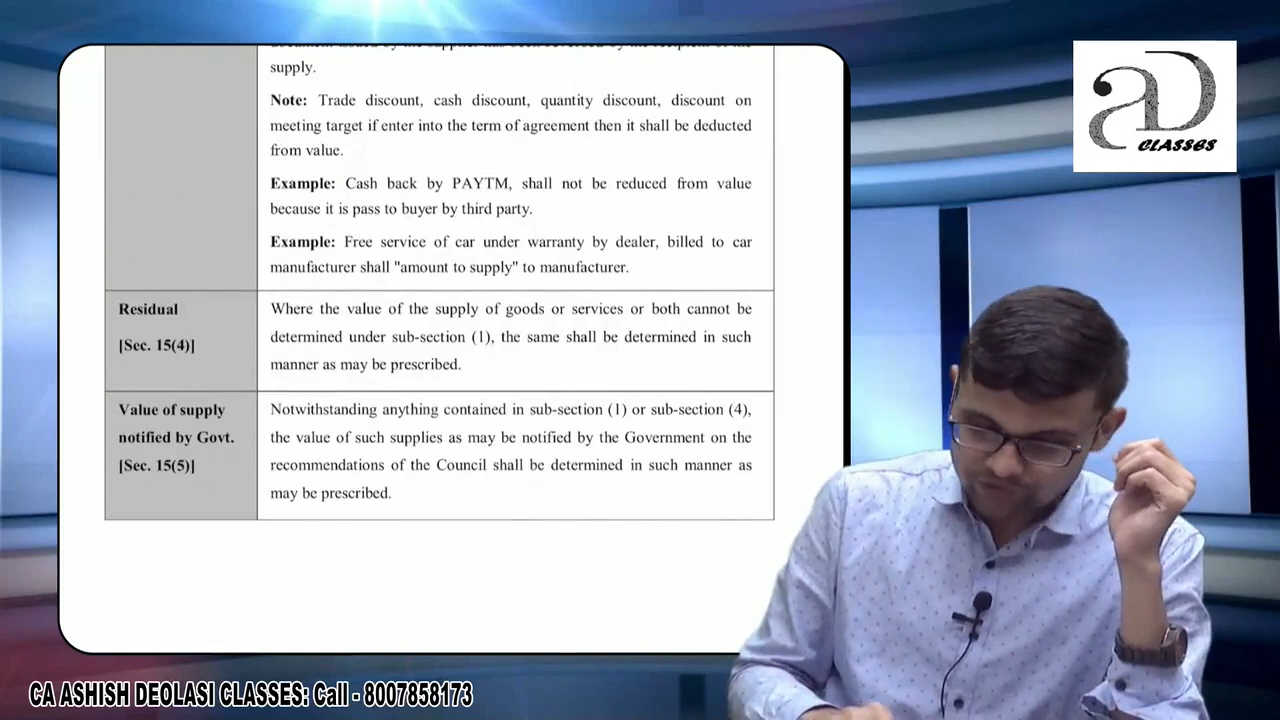 supply.
Note: Trade discount, cash discount, quantity discount, discount on
meeting target if enter into the term of agreement then it shall be deducted
from value.
Example: Cash back by PAYTM, shall not be reduced from value
because it is pass to buyer by third party.
Example: Free service of car under warranty by dealer, billed to car
manufacturer shall "amount to supply" to manufacturer.
Residual
[Sec. 15(4)]
Where the value of the supply of goods or services or both cannot be
determined under sub-section (1), the same shall be determined in such
manner as may be prescribed.
Value of supply
notified by Govt.
[Sec. 15(5)]
Notwithstanding anything contained in sub-section (1) or sub-section (4),
the value of such supplies as may be notified by the Government on the
recommendations of the Council shall be determined in such manner as
may be prescribed.
aD
CLASSES
CA ASHISH DEOLASI CLASSES: Call - 8007858173